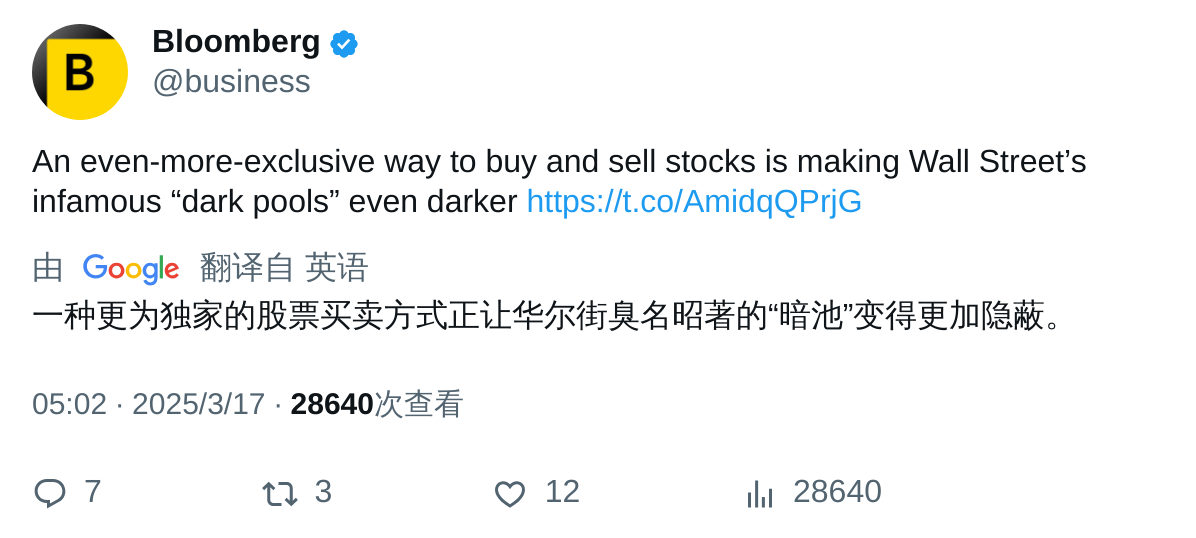 B
Bloomberg
@business
An even-more-exclusive way to buy and sell stocks is making Wall Street’s
infamous “dark pools” even darker https://t.co/AmidqQPrjG
由 Google 翻译自 英语
一种更为独家的股票买卖方式正让华尔街臭名昭著的“暗池”变得更加隐蔽。
05:02 · 2025/3/17 · 28640次查看
7 3 12 28640